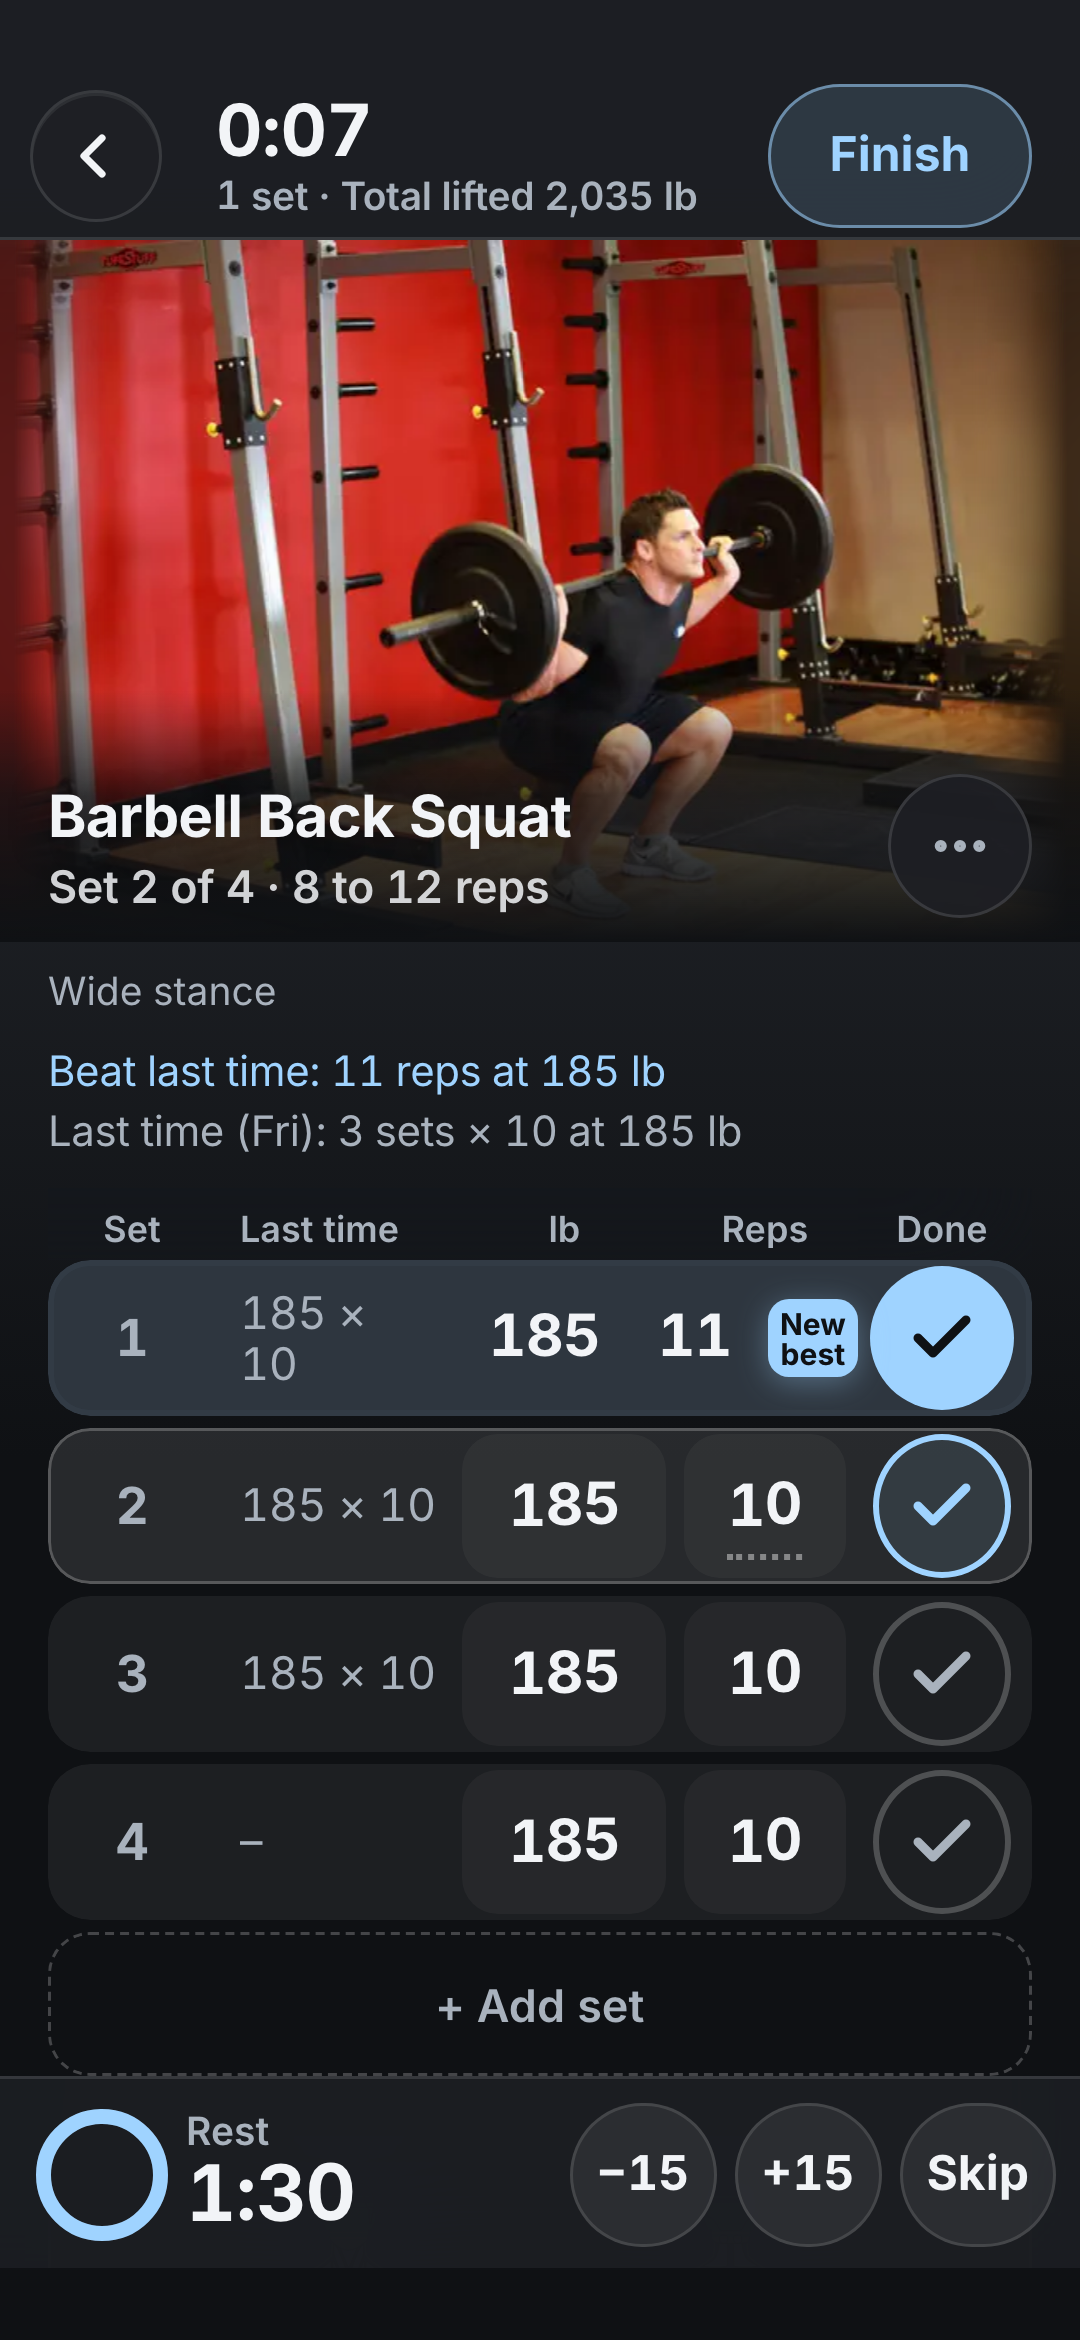 0:07
1 set · Total lifted 2,035 lb
Finish
Barbell Back Squat
Set 2 of 4 · 8 to 12 reps
Wide stance
Beat last time: 11 reps at 185 lb
Last time (Fri): 3 sets × 10 at 185 lb
Set Last time lb Reps Done
1 185 × 10 185 11 New best
2 185 × 10 185 10
3 185 × 10 185 10
4 – 185 10
+ Add set
Rest
1:30
−15 +15 Skip